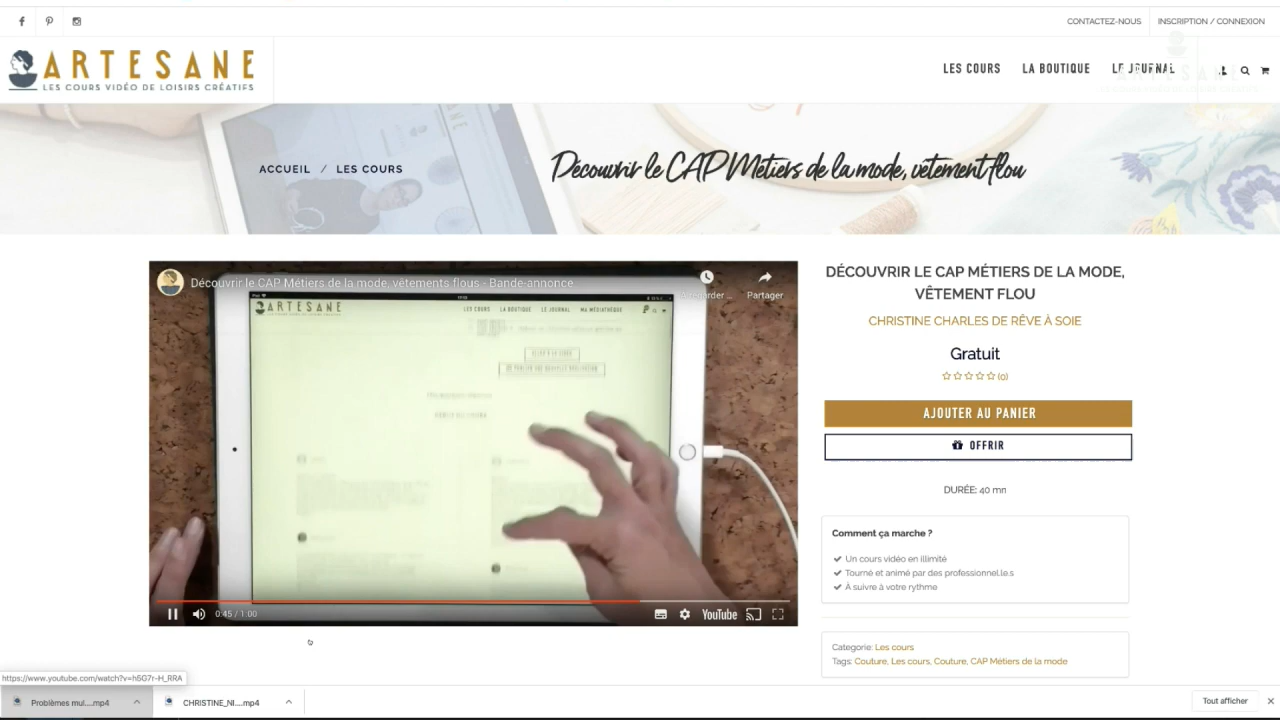 CONTACTEZ-NOUS
INSCRIPTION / CONNEXION
ARTESANE
LES COURS VIDÉO DE LOISIRS CRÉATIFS
LES COURS
LA BOUTIQUE
LE JOURNAL
ACCUEIL / LES COURS
Découvrir le CAP Métiers de la mode, vêtement flou
Découvrir le CAP Métiers de la mode, vêtements flous - Bande-annonce
Partager
ARTESANE
LES COURS
LA BOUTIQUE
LE JOURNAL
MA MÉDIATHÈQUE
0:45 / 1:00
YouTube
DÉCOUVRIR LE CAP MÉTIERS DE LA MODE,
VÊTEMENT FLOU
CHRISTINE CHARLES DE RÊVE À SOIE
Gratuit
(0)
AJOUTER AU PANIER
OFFRIR
DURÉE: 40 mn
Comment ça marche ?
Un cours vidéo en illimité
Tourné et animé par des professionnel.le.s
À suivre à votre rythme
Categorie: Les cours
Tags: Couture, Les cours, Couture, CAP Métiers de la mode
https://www.youtube.com/watch?v=h5G7r-H_RRA
Problèmes mul....mp4
CHRISTINE_NI....mp4
Tout afficher